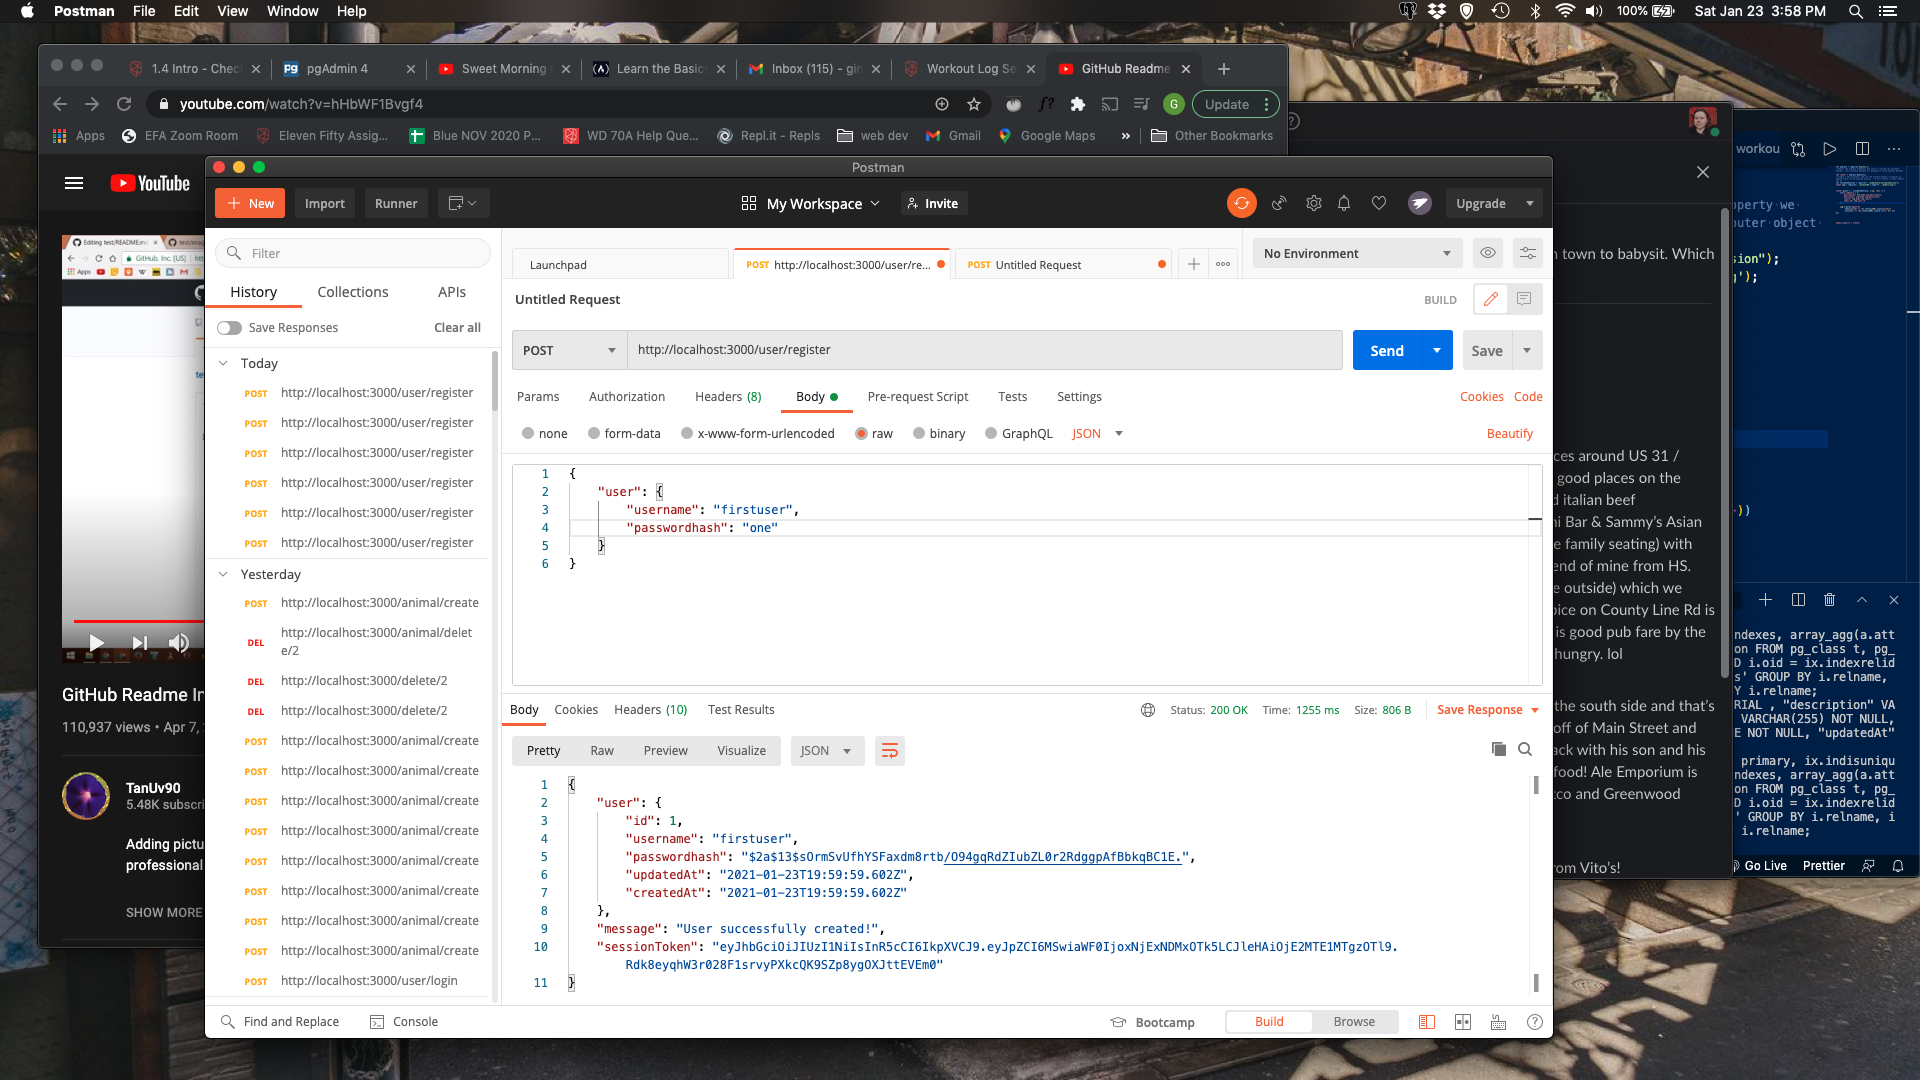 Postman File Edit View Window Help
100% Sat Jan 23 3:58 PM
1.4 Intro - Chec
pgAdmin 4
Sweet Morning
Learn the Basics
Inbox (115) - gin
Workout Log Se
GitHub Readme
youtube.com/watch?v=hHbWF1Bvgf4
G
Update
Apps
EFA Zoom Room
Eleven Fifty Assig...
Blue NOV 2020 P...
WD 70A Help Que...
Repl.it - Repls
web dev
Gmail
Google Maps
»
Other Bookmarks
YouTube
Postman
New
Import
Runner
My Workspace
Invite
Upgrade
Filter
History
Collections
APIs
Save Responses
Clear all
Today
POST http://localhost:3000/user/register
POST http://localhost:3000/user/register
POST http://localhost:3000/user/register
POST http://localhost:3000/user/register
POST http://localhost:3000/user/register
POST http://localhost:3000/user/register
Yesterday
POST http://localhost:3000/animal/create
DEL http://localhost:3000/animal/delet
e/2
DEL http://localhost:3000/delete/2
DEL http://localhost:3000/delete/2
POST http://localhost:3000/animal/create
POST http://localhost:3000/animal/create
POST http://localhost:3000/animal/create
POST http://localhost:3000/animal/create
POST http://localhost:3000/animal/create
POST http://localhost:3000/animal/create
POST http://localhost:3000/animal/create
POST http://localhost:3000/animal/create
POST http://localhost:3000/user/login
Launchpad
POST http://localhost:3000/user/re...
POST Untitled Request
No Environment
Untitled Request
BUILD
POST
http://localhost:3000/user/register
Send
Save
Params
Authorization
Headers (8)
Body
Pre-request Script
Tests
Settings
Cookies Code
none
form-data
x-www-form-urlencoded
raw
binary
GraphQL
JSON
Beautify
1 {
2 "user": {
3 "username": "firstuser",
4 "passwordhash": "one"
5 }
6 }
Body
Cookies
Headers (10)
Test Results
Status: 200 OK
Time: 1255 ms
Size: 806 B
Save Response
Pretty
Raw
Preview
Visualize
JSON
1 {
2 "user": {
3 "id": 1,
4 "username": "firstuser",
5 "passwordhash": "$2a$13$sOrmSvUfhYSFaxdm8rtb/O94gqRdZIubZL0r2RdggpAfBbkqBC1E.",
6 "updatedAt": "2021-01-23T19:59:59.602Z",
7 "createdAt": "2021-01-23T19:59:59.602Z"
8 },
9 "message": "User successfully created!",
10 "sessionToken": "eyJhbGciOiJIUzI1NiIsInR5cCI6IkpXVCJ9.eyJpZCI6MSwiaWF0IjoxNjExNDMxOTk5LCJleHAiOjE2MTE1MTgzOTl9.
Rdk8eyqhW3r028F1srvyPXkcQK9SZp8ygOXJttEVEm0"
11 }
Find and Replace
Console
Bootcamp
Build
Browse
GitHub Readme In
110,937 views • Apr 7,
TanUv90
5.48K subscri
Adding pictu
professional
SHOW MORE
town to babysit. Which
ces around US 31 /
good places on the
d italian beef
Bar & Sammy's Asian
e family seating) with
end of mine from HS.
e outside) which we
pice on County Line Rd is
is good pub fare by the
hungry. lol
the south side and that's
off of Main Street and
ack with his son and his
food! Ale Emporium is
cco and Greenwood
rom Vito's!
workou
operty we
outer object
sion");
g');
))
ndexes, array_agg(a.att
on FROM pg_class t, pg_
D i.oid = ix.indexrelid
s' GROUP BY i.relname,
Y i.relname;
RIAL , "description" VA
VARCHAR(255) NOT NULL,
E NOT NULL, "updatedAt"
primary, ix.indisuniqu
ndexes, array_agg(a.att
on FROM pg_class t, pg_
D i.oid = ix.indexrelid
' GROUP BY i.relname, i
i.relname;
Go Live
Prettier